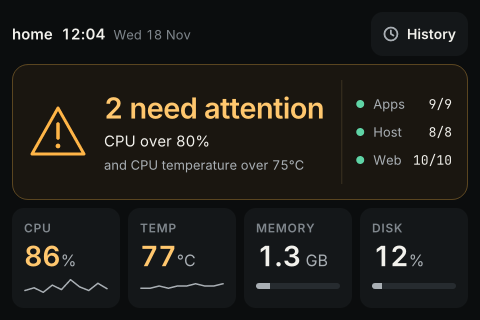 home 12:04 Wed 18 Nov
History
2 need attention
CPU over 80%
and CPU temperature over 75°C
Apps 9/9
Host 8/8
Web 10/10
CPU
86%
TEMP
77°C
MEMORY
1.3 GB
DISK
12%